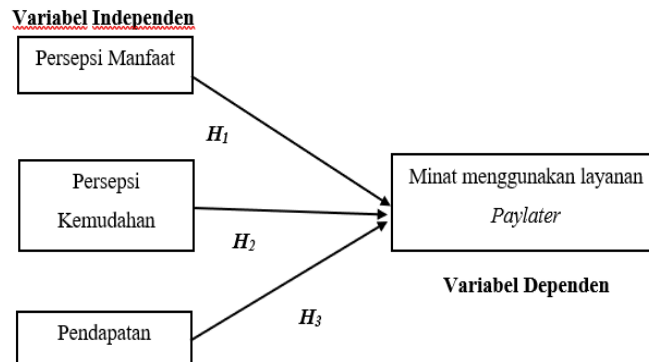 Variabel Independen
Persepsi Manfaat
H1
Persepsi
Kemudahan
H2
Pendapatan
H3
Minat menggunakan layanan
Paylater
Variabel Dependen